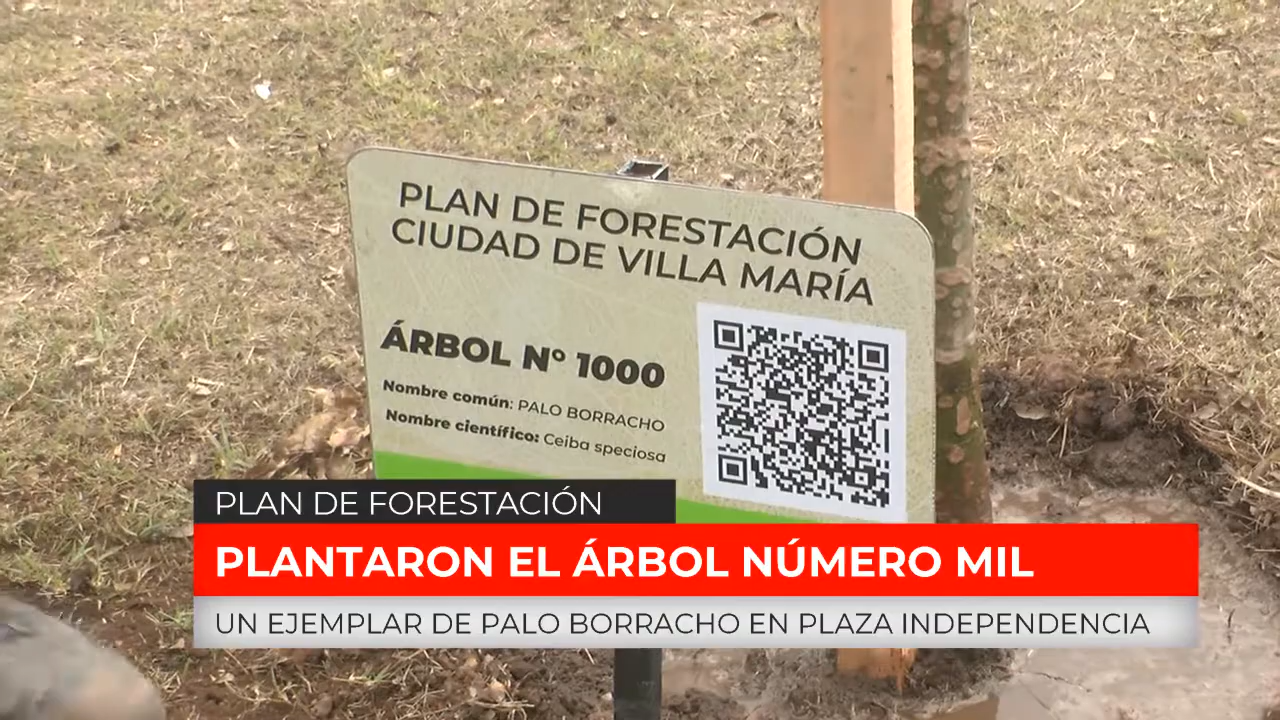 PLAN DE FORESTACIÓN
CIUDAD DE VILLA MARÍA
ÁRBOL N° 1000
Nombre común: PALO BORRACHO
Nombre científico: Ceiba speciosa
PLAN DE FORESTACIÓN
PLANTARON EL ÁRBOL NÚMERO MIL
UN EJEMPLAR DE PALO BORRACHO EN PLAZA INDEPENDENCIA